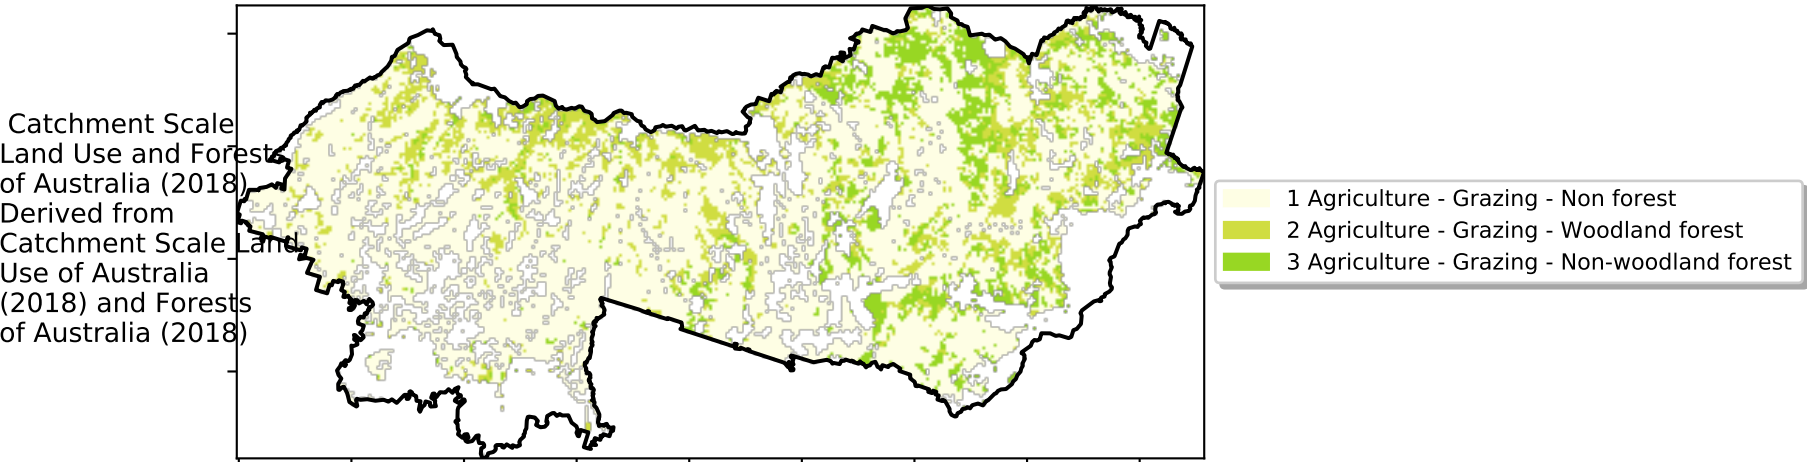 Catchment Scale
Land Use and Forests
of Australia (2018)
Derived from
Catchment Scale Land
Use of Australia
(2018) and Forests
of Australia (2018)
1 Agriculture - Grazing - Non forest
2 Agriculture - Grazing - Woodland forest
3 Agriculture - Grazing - Non-woodland forest